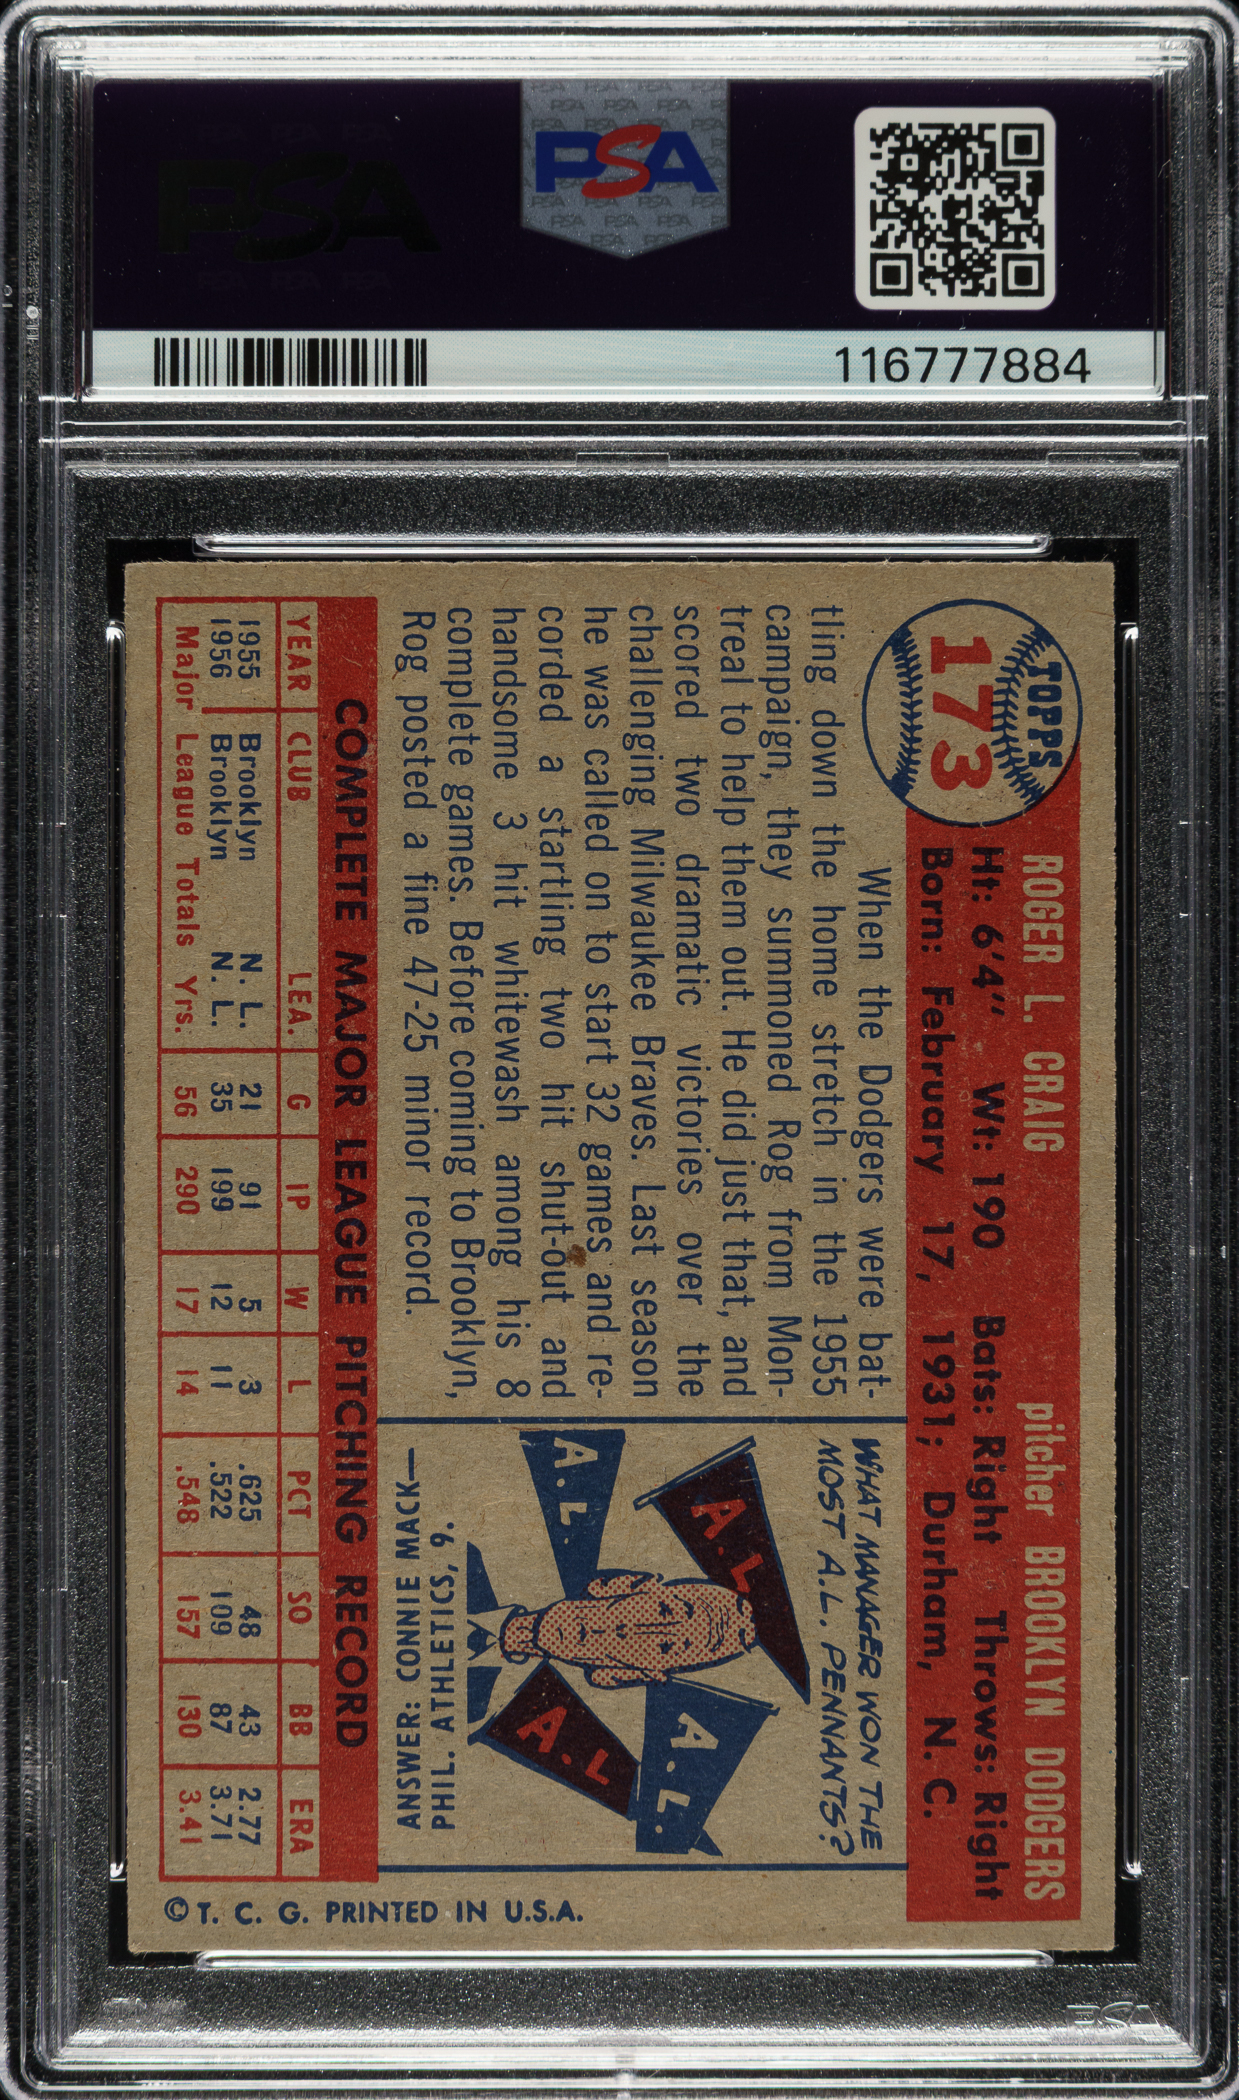 PSA
PSA
116777884
TOPPS
173
ROGER L. CRAIG pitcher BROOKLYN DODGERS
Ht: 6'4" Wt: 190 Bats: Right Throws: Right
Born: February 17, 1931; Durham, N. C.
When the Dodgers were bat-
tling down the home stretch in the 1955
campaign, they summoned Rog from Mon-
treal to help them out. He did just that, and
scored two dramatic victories over the
challenging Milwaukee Braves. Last season
he was called on to start 32 games and re-
corded a startling two hit shut-out and
handsome 3 hit whitewash among his 8
complete games. Before coming to Brooklyn,
Rog posted a fine 47-25 minor record.
WHAT MANAGER WON THE
MOST A.L. PENNANTS?
A.L
A.L.
A.L.
A.L
ANSWER: CONNIE MACK—
PHIL. ATHLETICS, 9.
COMPLETE MAJOR LEAGUE PITCHING RECORD
YEAR CLUB LEA. G IP W L PCT SO BB ERA
1955 Brooklyn N. L. 21 91 5 3 .625 48 43 2.77
1956 Brooklyn N. L. 35 199 12 11 .522 109 87 3.71
Major League Totals Yrs. 56 290 17 14 .548 157 130 3.41
© T. C. G. PRINTED IN U.S.A.
PSA